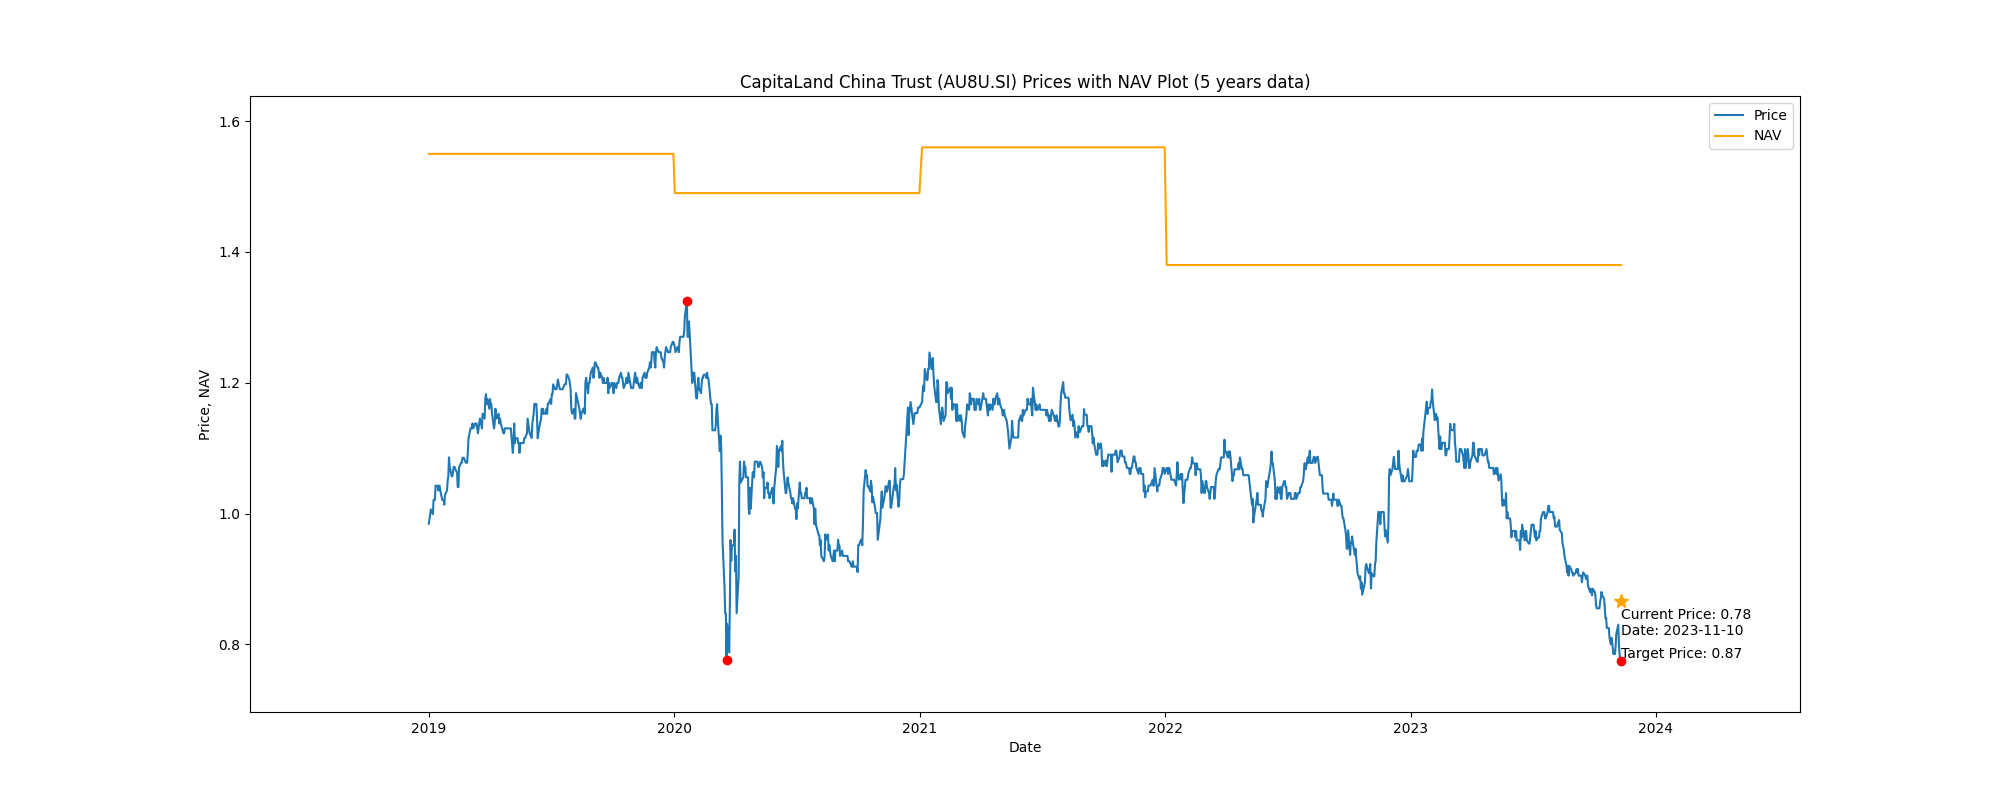 CapitaLand China Trust (AU8U.SI) Prices with NAV Plot (5 years data)
Price
NAV
1.6
1.4
1.2
1.0
0.8
Price, NAV
Current Price: 0.78
Date: 2023-11-10
Target Price: 0.87
2019
2020
2021
2022
2023
2024
Date